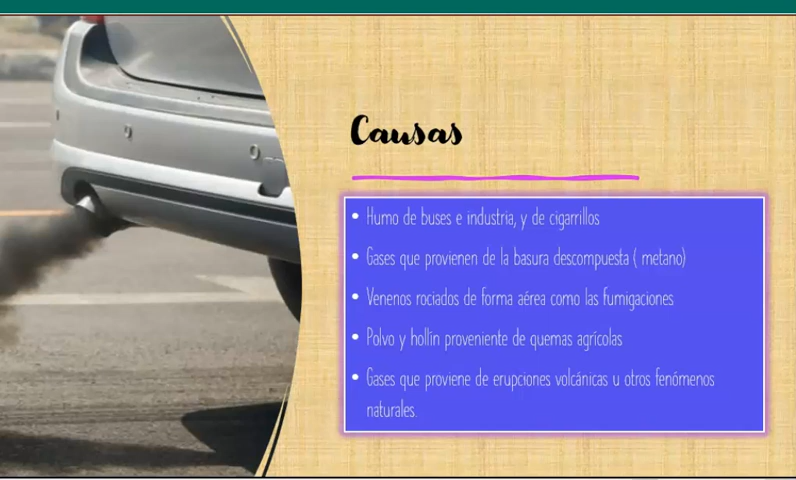 Causas
• Humo de buses e industria, y de cigarrillos
• Gases que provienen de la basura descompuesta ( metano)
• Venenos rociados de forma aérea como las fumigaciones
• Polvo y hollín proveniente de quemas agrícolas
• Gases que proviene de erupciones volcánicas u otros fenómenos
naturales.